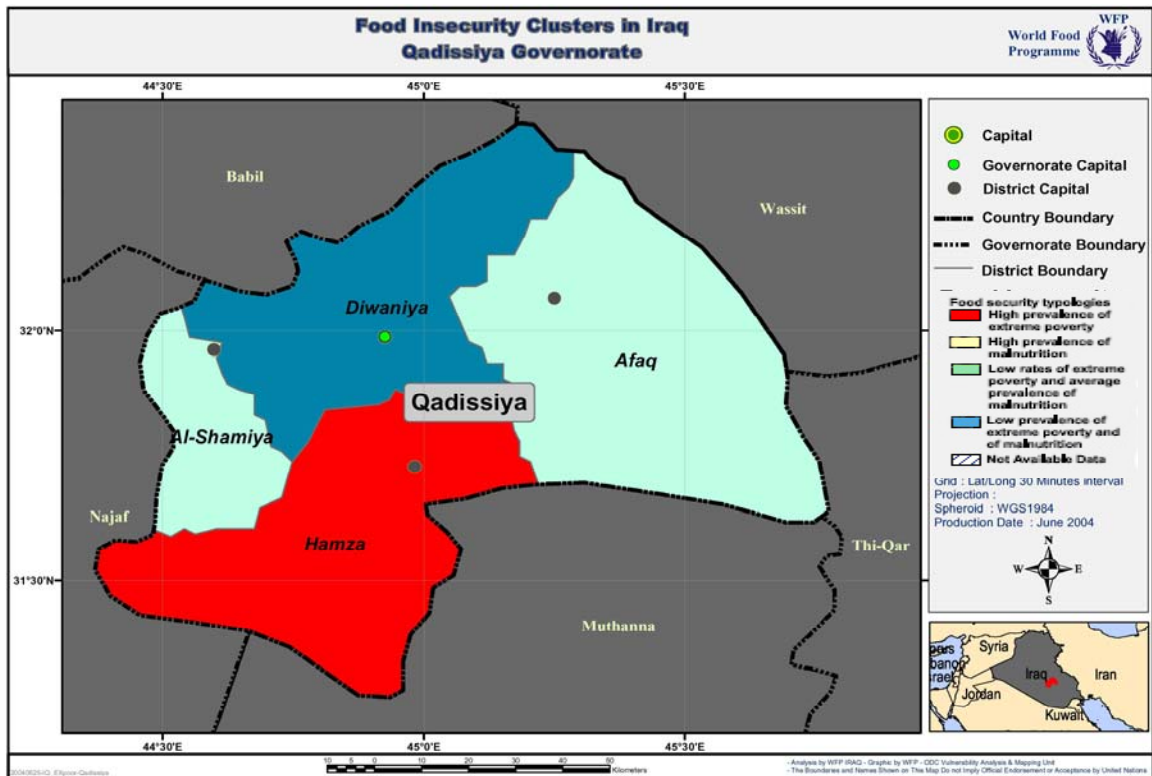 Food Insecurity Clusters in Iraq
Qadissiya Governorate
WFP
World Food
Programme
44°30'E
45°0'E
45°30'E
Babil
Wassit
Diwaniya
32°0'N
Afaq
Qadissiya
Al-Shamiya
Najaf
Hamza
Thi-Qar
31°30'N
Muthanna
44°30'E
45°0'E
45°30'E
Capital
Governorate Capital
District Capital
Country Boundary
Governorate Boundary
District Boundary
Food security typologies
High prevalence of
extreme poverty
High prevalence of
malnutrition
Low rates of extreme
poverty and average
prevalence of
malnutrition
Low prevalence of
extreme poverty and
of malnutrition
Not Available Data
Grid : Lat/Long 30 Minutes Interval
Projection :
Spheroid : WGS1984
Production Date : June 2004
N
W
E
S
Syria
Iraq
Iran
Jordan
Kuwait
10 5 0 10 20 30 40 50 60
Kilometers
- Analysis by WFP IRAQ - Graphic by WFP - ODC Vulnerability Analysis & Mapping Unit
- The Boundaries and Names Shown on This Map Do not Imply Official Endorsement or Acceptance by United Nations